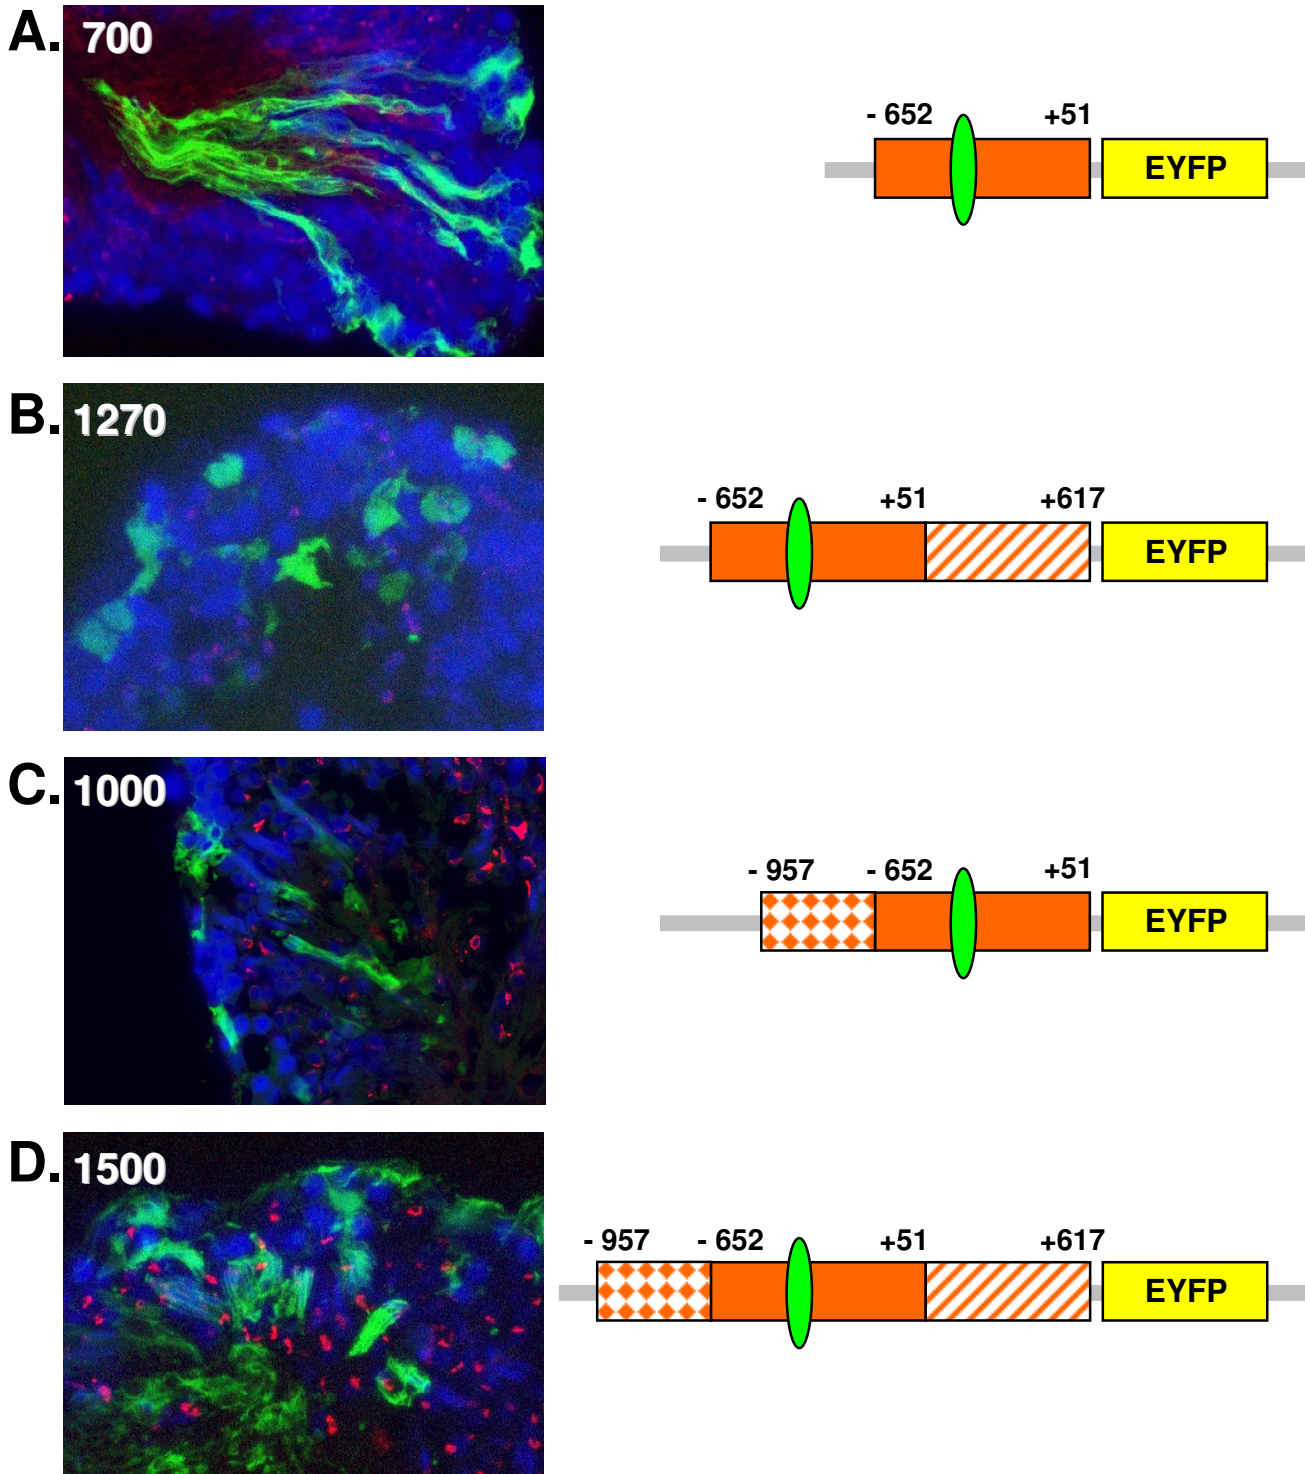 A. 700
- 652 +51
EYFP
B. 1270
- 652 +51 +617
EYFP
C. 1000
- 957 - 652 +51
EYFP
D. 1500
- 957 - 652 +51 +617
EYFP